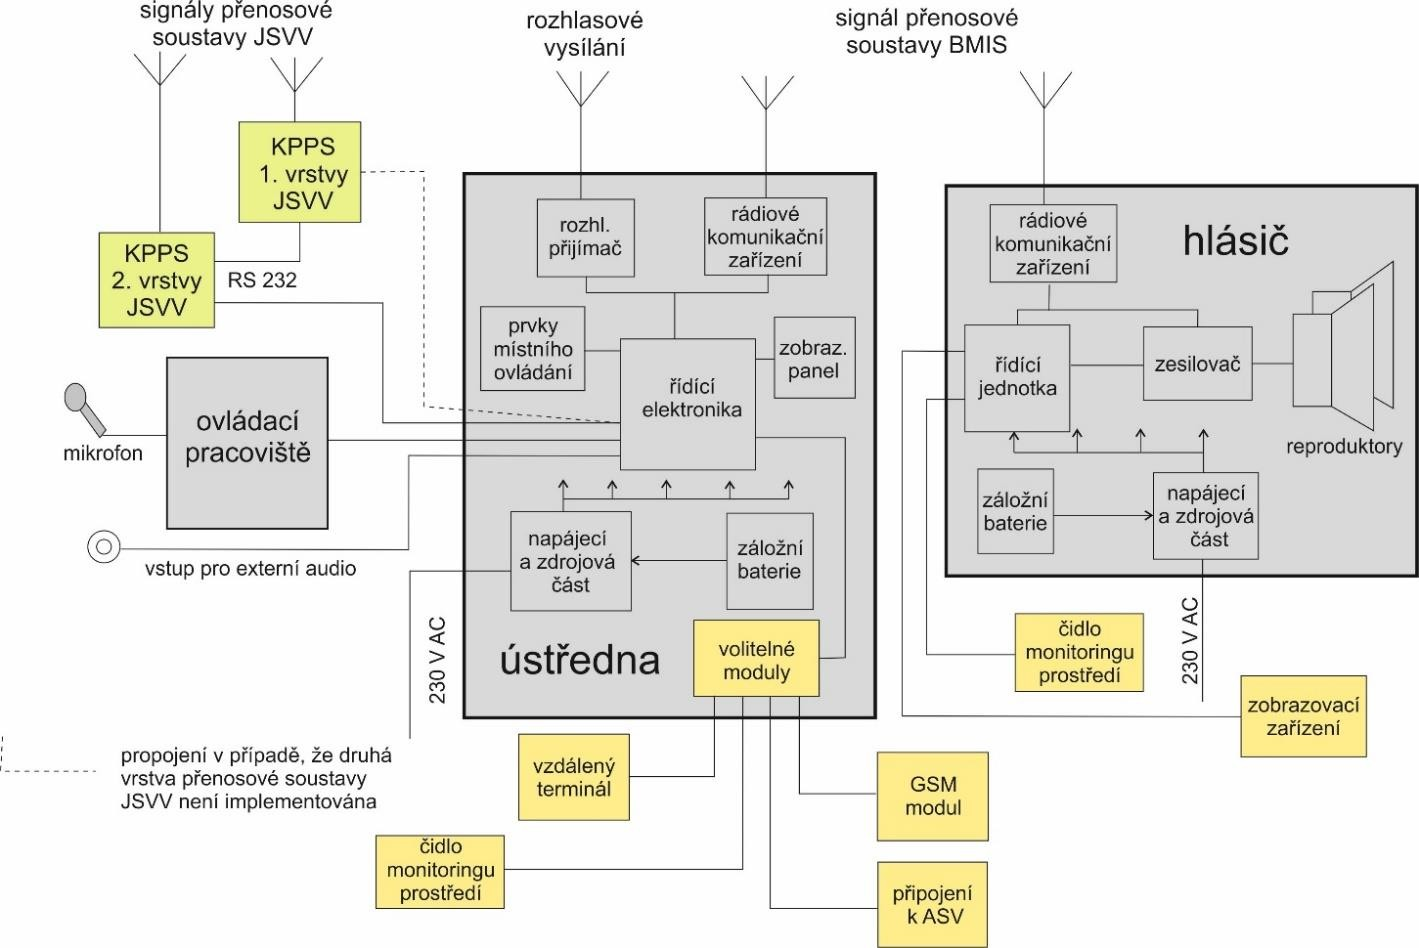 signály přenosové
soustavy JSVV
rozhlasové
vysílání
signál přenosové
soustavy BMIS
KPPS
1. vrstvy
JSVV
KPPS
2. vrstvy
JSVV
RS 232
mikrofon
ovládací
pracoviště
vstup pro externí audio
rozhl.
přijímač
rádiové
komunikační
zařízení
prvky
místního
ovládání
zobraz.
panel
řídící
elektronika
napájecí
a zdrojová
část
záložní
baterie
230 V AC
ústředna
volitelné
moduly
hlásič
rádiové
komunikační
zařízení
řídící
jednotka
zesilovač
reproduktory
záložní
baterie
napájecí
a zdrojová
část
230 V AC
čidlo
monitoringu
prostředí
zobrazovací
zařízení
propojení v případě, že druhá
vrstva přenosové soustavy
JSVV není implementována
vzdálený
terminál
GSM
modul
čidlo
monitoringu
prostředí
připojení
k ASV